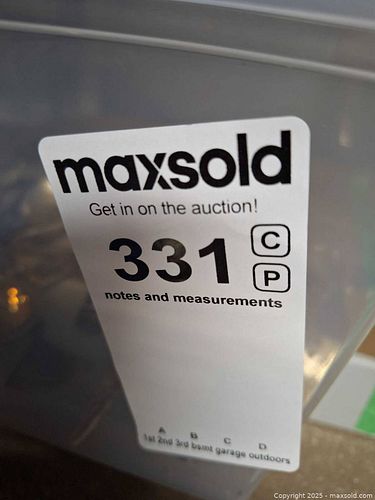 maxsold
Get in on the auction!
331
C
P
notes and measurements
A B C D
1st 2nd 3rd bsmt garage outdoors
Copyright 2025 - maxsold.com